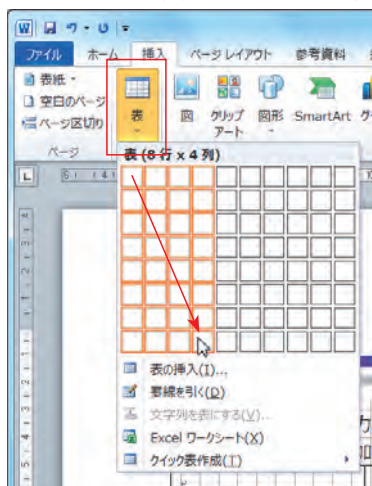 W
ファイル ホーム 挿入 ページ レイアウト 参考資料
表紙
空白のページ
ページ区切り
ページ
表
図
クリップ
アート
図形
SmartArt
表 (8 行 x 4 列)
表の挿入(I)...
罫線を引く(D)
文字列を表にする(V)...
Excel ワークシート(X)
クイック表作成(T)